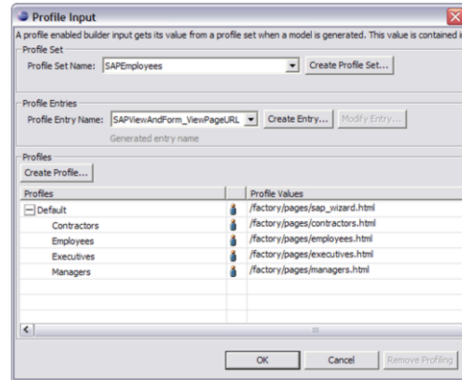 Profile Input
A profile enabled builder input gets its value from a profile set when a model is generated. This value is contained i
Profile Set
Profile Set Name: SAPEmployees Create Profile Set...
Profile Entries
Profile Entry Name: SAPViewAndForm_ViewPageURL Create Entry... Modify Entry...
Generated entry name
Profiles
Create Profile...
Profiles Profile Values
Default /factory/pages/sap_wizard.html
Contractors /factory/pages/contractors.html
Employees /factory/pages/employees.html
Executives /factory/pages/executives.html
Managers /factory/pages/managers.html
OK Cancel Remove Profiling